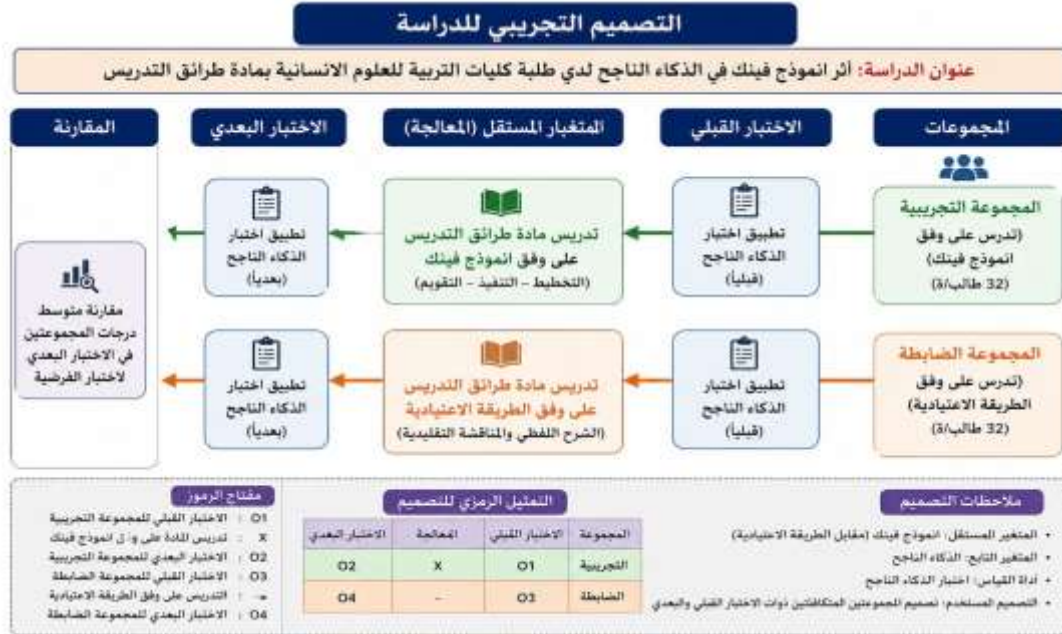 التصميم التجريبي للدراسة
عنوان الدراسة: أثر انموذج فينك في الذكاء الناجح لدي طلبة كليات التربية للعلوم الانسانية بمادة طرائق التدريس
المجموعات
الاختبار القبلي
المتغبار المستقل (المعالجة)
الاختبار البعدي
المقارنة
المجموعة التجريبية
(تدرس على وفق
انموذج فينك)
(32 طالب/ة)
تطبيق اختبار
الذكاء الناجح
(قبلياً)
تدريس مادة طرائق التدريس
على وفق انموذج فينك
(التخطيط – التنفيذ – التقويم)
تطبيق اختبار
الذكاء الناجح
(بعدياً)
المجموعة الضابطة
(تدرس على وفق
الطريقة الاعتيادية)
(32 طالب/ة)
تطبيق اختبار
الذكاء الناجح
(قبلياً)
تدريس مادة طرائق التدريس
على وفق الطريقة الاعتيادية
(الشرح اللفظي والمناقشة التقليدية)
تطبيق اختبار
الذكاء الناجح
(بعدياً)
مقارنة متوسط
درجات المجموعتين
في الاختبار البعدي
لاختبار الفرضية
ملاحظات التصميم
• المتغير المستقل: انموذج فينك (مقابل الطريقة الاعتيادية)
• المتغير التابع: الذكاء الناجح
• أداة القياس: اختبار الذكاء الناجح
• التصميم المستخدم: تصميم المجموعتين المتكافئتين ذوات الاختبار القبلي والبعدي
التمثيل الرمزي للتصميم
المجموعة الاختبار القبلي المعالجة الاختبار البعدي
التجريبية O1 X O2
الضابطة O3 - O4
مفتاح الرموز
O1 : الاختبار القبلي للمجموعة التجريبية
X : تدريس المادة على انموذج فينك
O2 : الاختبار البعدي للمجموعة التجريبية
O3 : الاختبار القبلي للمجموعة الضابطة
: التدريس على وفق الطريقة الاعتيادية
O4 : الاختبار البعدي للمجموعة الضابطة